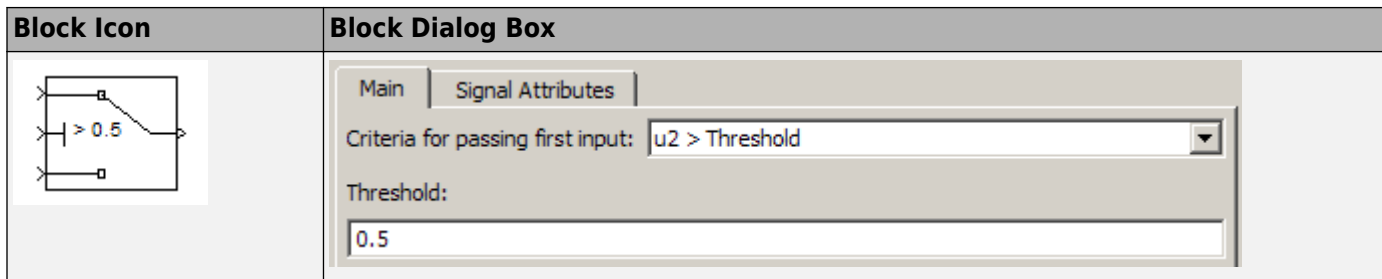 Block Icon
Block Dialog Box
> 0.5
Main
Signal Attributes
Criteria for passing first input:
u2 > Threshold
Threshold:
0.5